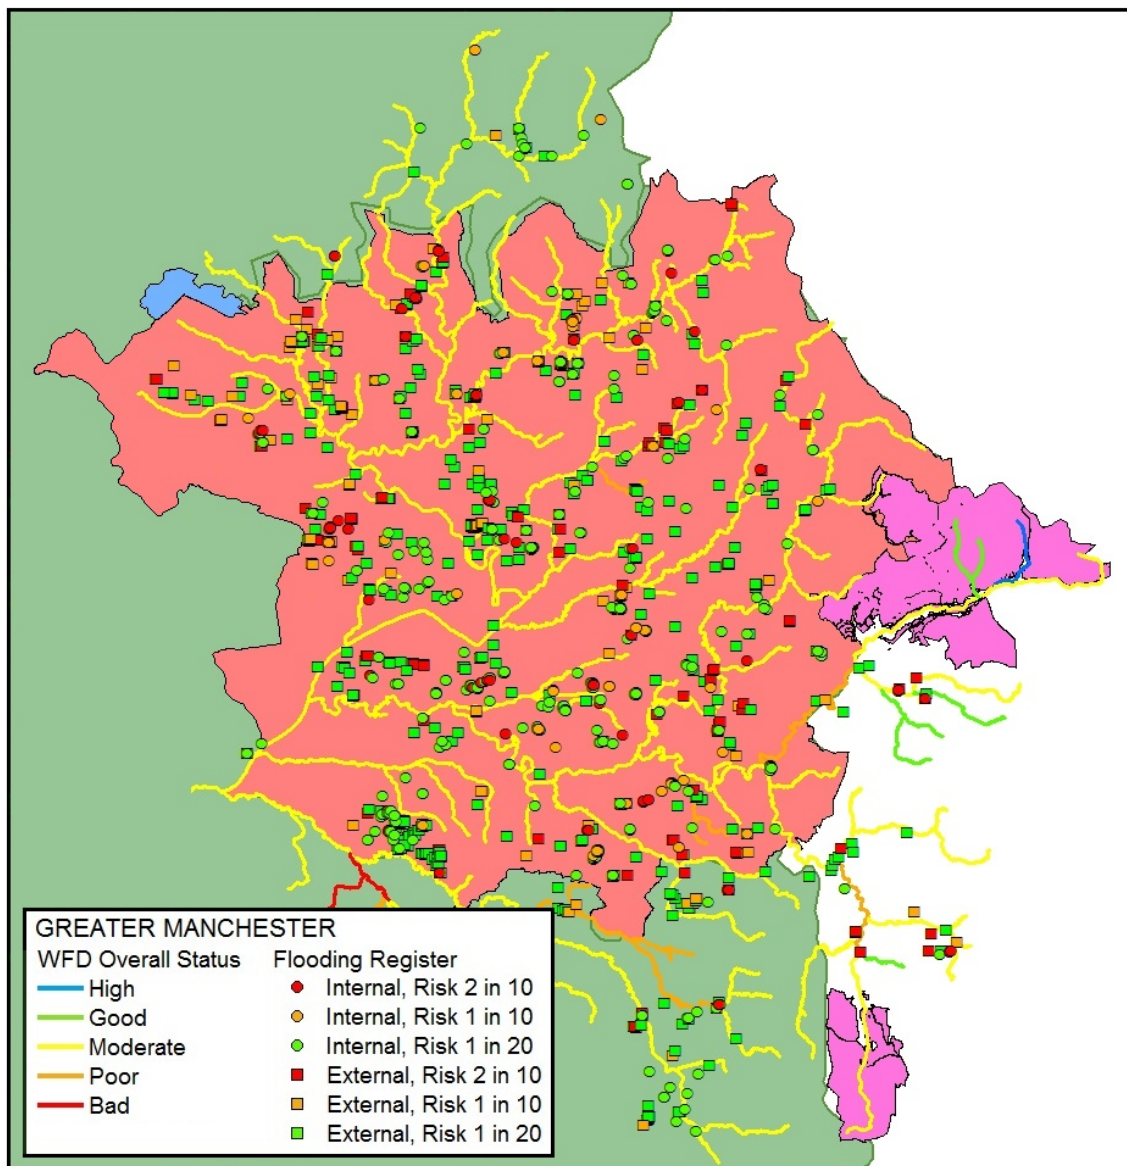 GREATER MANCHESTER
WFD Overall Status
High
Good
Moderate
Poor
Bad
Flooding Register
Internal, Risk 2 in 10
Internal, Risk 1 in 10
Internal, Risk 1 in 20
External, Risk 2 in 10
External, Risk 1 in 10
External, Risk 1 in 20